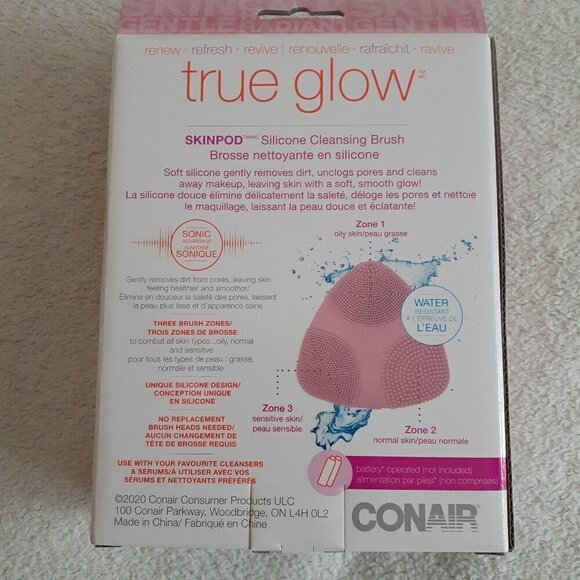 renew • refresh • revive | renouvelle • rafraîchit • ravive
true glow™/MC
SKINPOD™/MC Silicone Cleansing Brush
Brosse nettoyante en silicone
Soft silicone gently removes dirt, unclogs pores and cleans
away makeup, leaving skin with a soft, smooth glow!
La silicone douce élimine délicatement la saleté, déloge les pores et nettoie
le maquillage, laissant la peau douce et éclatante!
Zone 1
oily skin/peau grasse
SONIC
ADVANTAGE
AVANTAGE
SONIQUE
Gently removes dirt from pores, leaving skin
feeling healthier and smoother/
Élimine en douceur la saleté des pores, laissant
la peau plus lisse et d'apparence saine
WATER
RESISTANT
À L'ÉPREUVE DE
L'EAU
THREE BRUSH ZONES/
TROIS ZONES DE BROSSE
to combat all skin types...oily, normal
and sensitive
pour tous les types de peau : grasse,
normale et sensible
UNIQUE SILICONE DESIGN/
CONCEPTION UNIQUE
EN SILICONE
Zone 3
sensitive skin/
peau sensible
Zone 2
normal skin/peau normale
NO REPLACEMENT
BRUSH HEADS NEEDED/
AUCUN CHANGEMENT DE
TÊTE DE BROSSE REQUIS
USE WITH YOUR FAVOURITE CLEANSERS
& SERUMS/À UTILISER AVEC VOS
SÉRUMS ET NETTOYANTS PRÉFÉRÉS
battery* operated (not included)
alimentation par piles* (non comprises)
©2020 Conair Consumer Products ULC
100 Conair Parkway, Woodbridge, ON L4H 0L2
Made in China/ Fabriqué en Chine
CONAIR